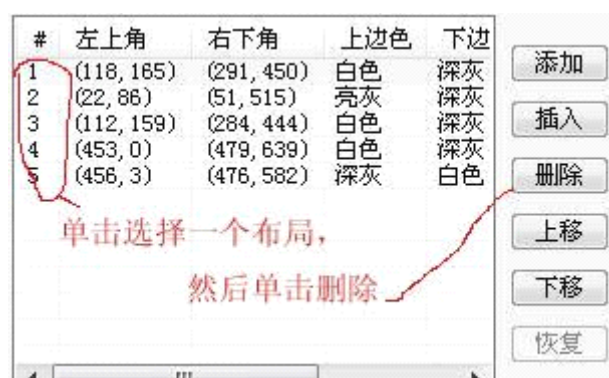 # 左上角 右下角 上边色 下边
1 (118, 165) (291, 450) 白色 深灰
2 (22, 86) (51, 515) 亮灰 深灰
3 (112, 159) (284, 444) 白色 深灰
4 (453, 0) (479, 639) 白色 深灰
5 (456, 3) (476, 582) 深灰 白色
单击选择一个布局，
然后单击删除
添加
插入
删除
上移
下移
恢复